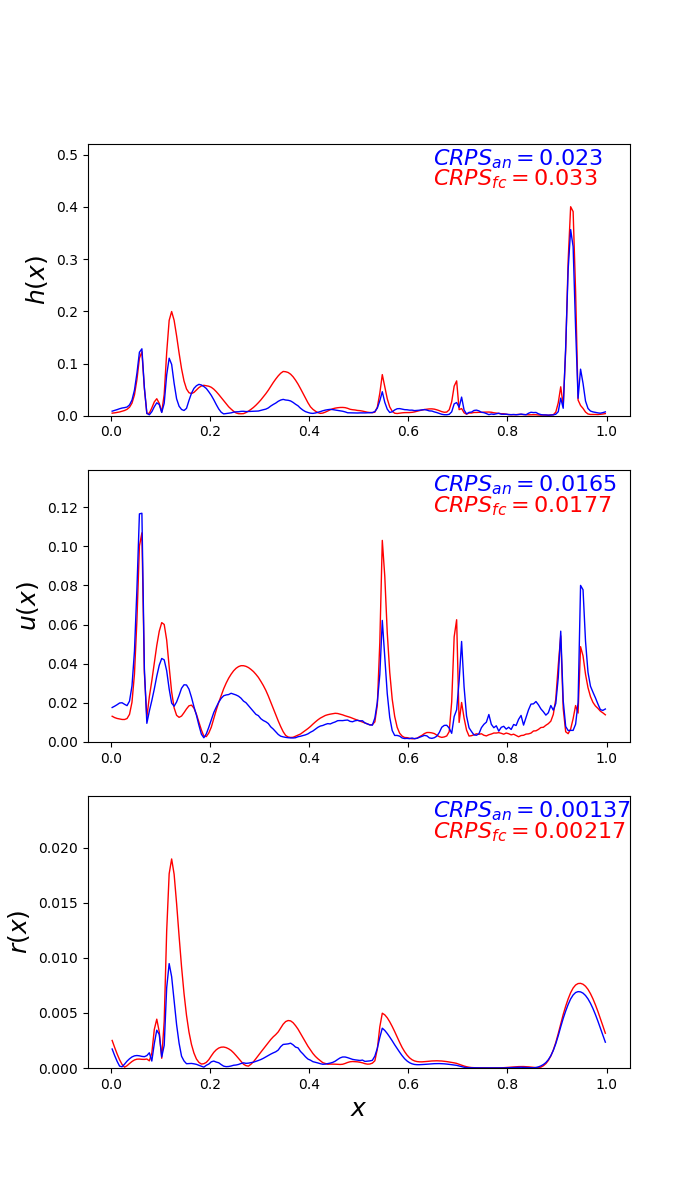 CRPS_an = 0.023
CRPS_fc = 0.033
h(x)
0.5
0.4
0.3
0.2
0.1
0.0
0.0 0.2 0.4 0.6 0.8 1.0
CRPS_an = 0.0165
CRPS_fc = 0.0177
u(x)
0.12
0.10
0.08
0.06
0.04
0.02
0.00
0.0 0.2 0.4 0.6 0.8 1.0
CRPS_an = 0.00137
CRPS_fc = 0.00217
r(x)
0.020
0.015
0.010
0.005
0.000
0.0 0.2 0.4 0.6 0.8 1.0
x